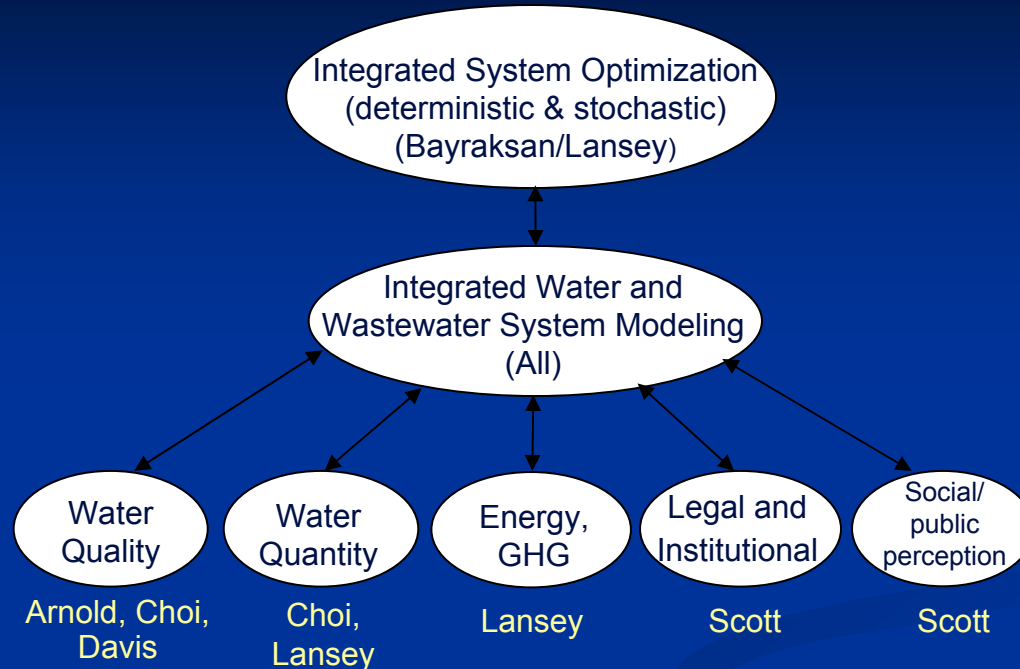 Integrated System Optimization
(deterministic & stochastic)
(Bayraksan/Lansey)
Integrated Water and
Wastewater System Modeling
(All)
Water
Quality
Water
Quantity
Energy,
GHG
Legal and
Institutional
Social/
public
perception
Arnold, Choi,
Davis
Choi,
Lansey
Lansey
Scott
Scott